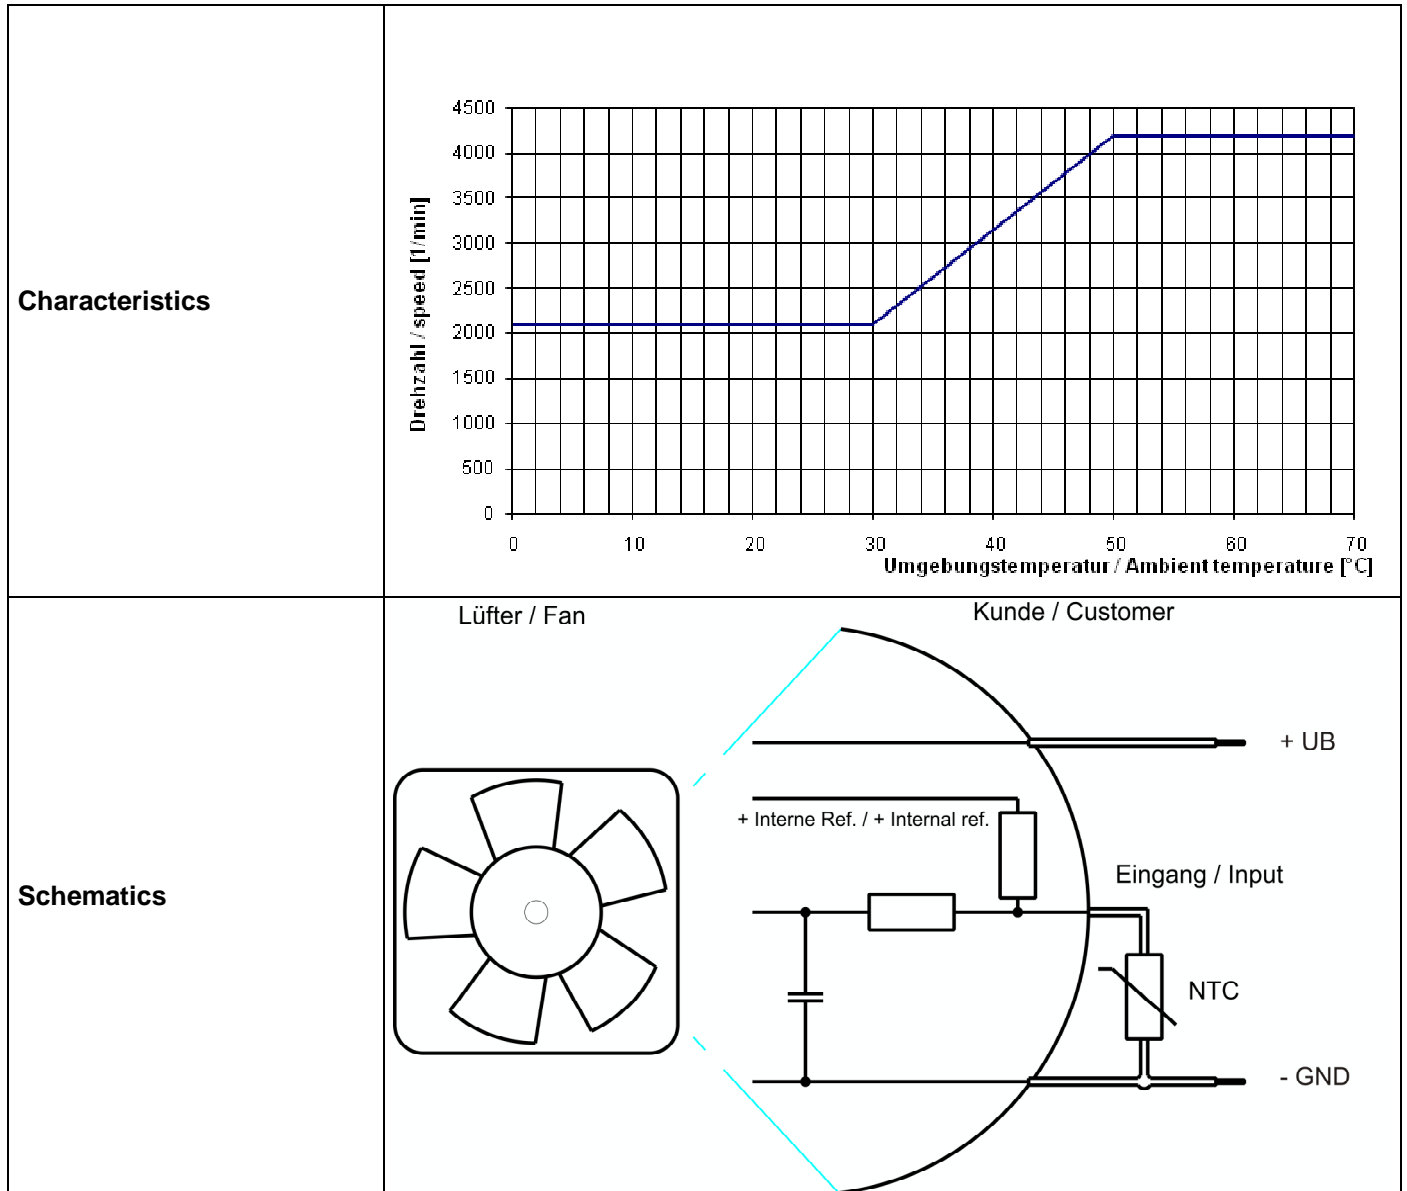 Characteristics
4500
4000
3500
3000
2500
2000
1500
1000
500
0
Drehzahl / speed [1/min]
0 10 20 30 40 50 60 70
Umgebungstemperatur / Ambient temperature [°C]
Schematics
Lüfter / Fan
Kunde / Customer
+ UB
+ Interne Ref. / + Internal ref.
Eingang / Input
NTC
- GND